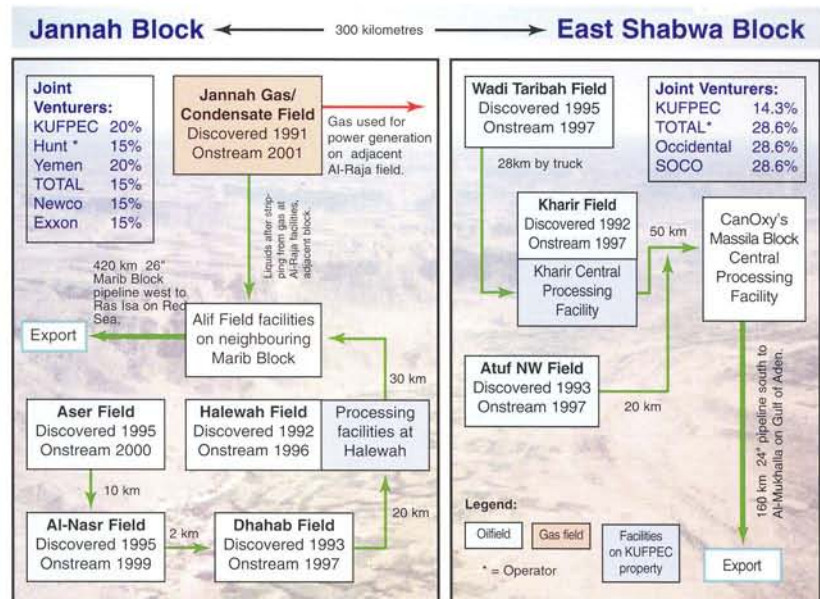 Jannah Block
300 kilometres
East Shabwa Block
Joint
Venturers:
KUFPEC 20%
Hunt * 15%
Yemen 20%
TOTAL 15%
Newco 15%
Exxon 15%
Jannah Gas/
Condensate Field
Discovered 1991
Onstream 2001
Gas used for
power generation
on adjacent
Al-Raja field.
Liquids after strip-
ping from gas at
Al-Raja facilities,
adjacent block.
420 km 26"
Marib Block
pipeline west to
Ras Isa on Red
Sea.
Export
Alif Field facilities
on neighbouring
Marib Block
30 km
Aser Field
Discovered 1995
Onstream 2000
Halewah Field
Discovered 1992
Onstream 1996
Processing
facilities at
Halewah
10 km
20 km
Al-Nasr Field
Discovered 1995
Onstream 1999
2 km
Dhahab Field
Discovered 1993
Onstream 1997
Wadi Taribah Field
Discovered 1995
Onstream 1997
Joint Venturers:
KUFPEC 14.3%
TOTAL* 28.6%
Occidental 28.6%
SOCO 28.6%
28km by truck
Kharir Field
Discovered 1992
Onstream 1997
Kharir Central
Processing
Facility
50 km
CanOxy's
Massila Block
Central
Processing
Facility
Atuf NW Field
Discovered 1993
Onstream 1997
20 km
160 km 24" pipeline south to
Al-Mukhalla on Gulf of Aden.
Legend:
Oilfield
Gas field
Facilities
on KUFPEC
property
* = Operator
Export